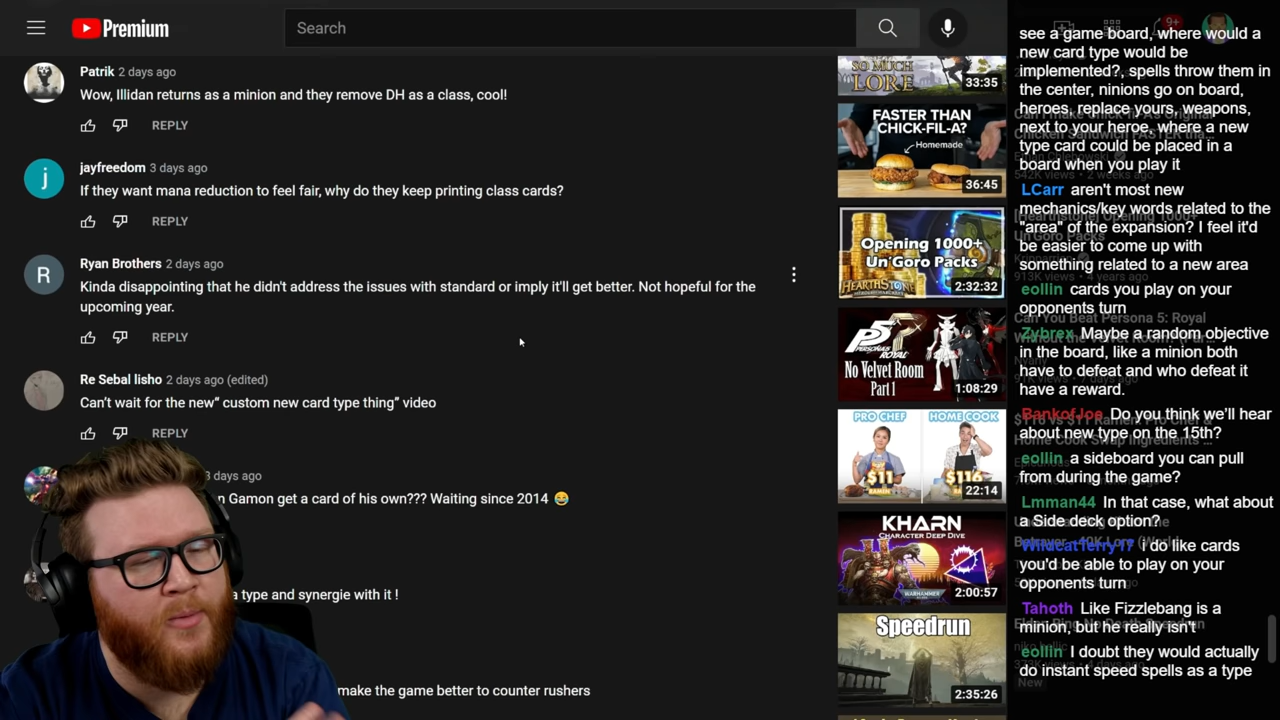 Premium
Search
9+
Patrik 2 days ago
Wow, Illidan returns as a minion and they remove DH as a class, cool!
REPLY
j
jayfreedom 3 days ago
If they want mana reduction to feel fair, why do they keep printing class cards?
REPLY
R
Ryan Brothers 2 days ago
Kinda disappointing that he didn't address the issues with standard or imply it'll get better. Not hopeful for the
upcoming year.
REPLY
Re Sebal lisho 2 days ago (edited)
Can't wait for the new“ custom new card type thing” video
REPLY
3 days ago
n Gamon get a card of his own??? Waiting since 2014 😂
a type and synergie with it !
make the game better to counter rushers
SO MUCH
LORE
33:35
FASTER THAN
CHICK-FIL-A?
Homemade
36:45
Opening 1000+
Un'Goro Packs
HEARTHSTONE
2:32:32
P5
PERSONA5
ROYAL
No Velvet Room
Part 1
1:08:29
PRO CHEF
HOME COOK
$11
RAMEN
$116
22:14
KHARN
CHARACTER DEEP DIVE
WARHAMMER
2:00:57
Speedrun
2:35:26
see a game board, where would a
new card type would be
implemented?, spells throw them in
the center, ninions go on board,
heroes, replace yours, weapons,
next to your hero, where a new
type card could be placed in a
board when you play it
LCarr aren't most new
mechanics/key words related to the
"area" of the expansion? I feel it'd
be easier to come up with
something related to a new area
eollin cards you play on your
opponents turn
Zybrex Maybe a random objective
in the board, like a minion both
have to defeat and who defeat it
have a reward.
BankofJoe Do you think we'll hear
about new type on the 15th?
eollin a sideboard you can pull
from during the game?
Lmman44 In that case, what about
a Side deck option?
WildcatTerry17 I do like cards
you'd be able to play on your
opponents turn
Tahoth Like Fizzlebang is a
minion, but he really isn't
eollin I doubt they would actually
do instant speed spells as a type
New